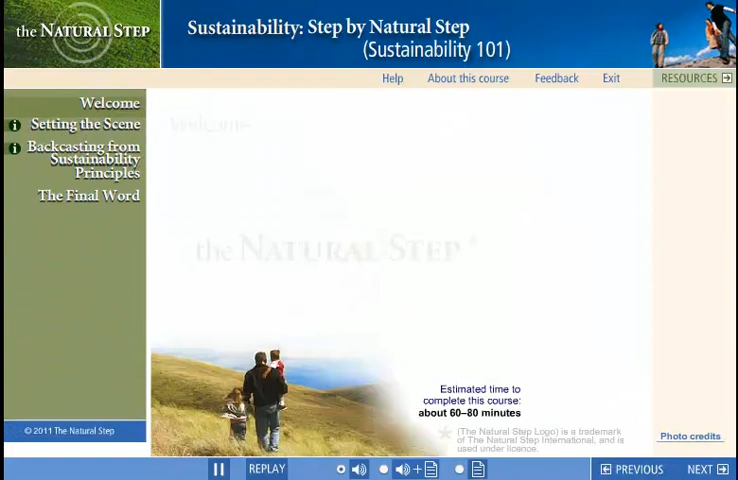 the NATURAL STEP
Sustainability: Step by Natural Step
(Sustainability 101)
Help About this course Feedback Exit RESOURCES
Welcome
Setting the Scene
Backcasting from
Sustainability
Principles
The Final Word
Welcome
the NATURAL STEP
Estimated time to
complete this course:
about 60–80 minutes
(The Natural Step Logo) is a trademark
of The Natural Step International, and is
used under licence.
© 2011 The Natural Step
Photo credits
REPLAY + PREVIOUS NEXT